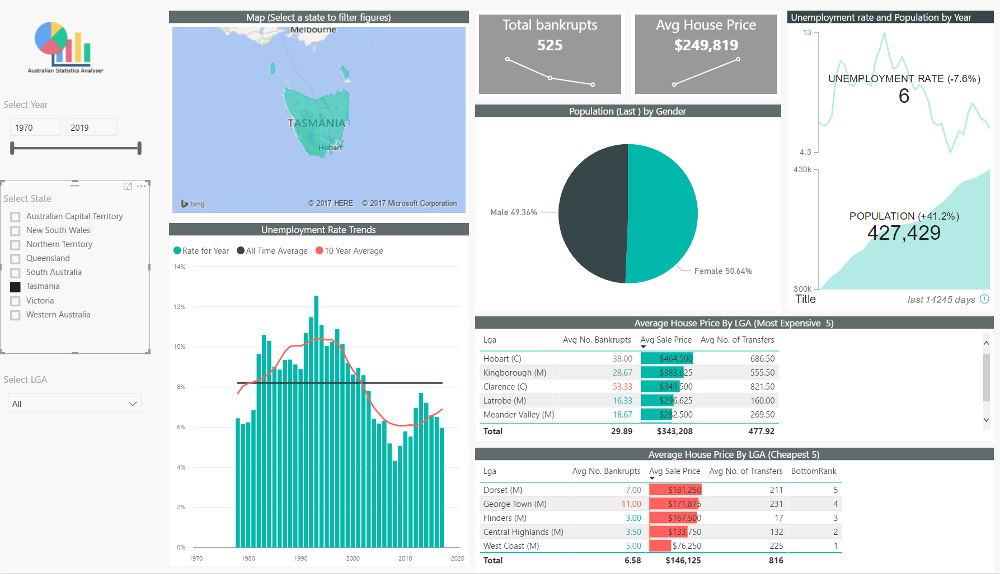 Australian Statistics Analyser
Select Year
1970 2019
Select State
Australian Capital Territory
New South Wales
Northern Territory
Queensland
South Australia
Tasmania
Victoria
Western Australia
Select LGA
All
Map (Select a state to filter figures)
Melbourne
TASMANIA
Hobart
bing © 2017 HERE © 2017 Microsoft Corporation
Unemployment Rate Trends
Rate for Year All Time Average 10 Year Average
14%
12%
10%
8%
6%
4%
2%
0%
1970 1980 1990 2000 2010 2020
Total bankrupts
525
Avg House Price
$249,819
Population (Last ) by Gender
Male 49.36%
Female 50.64%
Unemployment rate and Population by Year
13
UNEMPLOYMENT RATE (-7.6%)
6
4.3
430k
POPULATION (+41.2%)
427,429
300k
Title last 14245 days
Average House Price By LGA (Most Expensive 5)
Lga Avg No. Bankrupts Avg Sale Price Avg No. of Transfers
Hobart (C) 38.00 $464,500 686.50
Kingborough (M) 28.67 $383,625 555.50
Clarence (C) 53.33 $349,500 821.50
Latrobe (M) 16.33 $296,625 160.00
Meander Valley (M) 18.67 $282,500 269.50
Total 29.89 $343,208 477.92
Average House Price By LGA (Cheapest 5)
Lga Avg No. Bankrupts Avg Sale Price Avg No. of Transfers BottomRank
Dorset (M) 7.00 $181,250 211 5
George Town (M) 11.00 $171,875 231 4
Flinders (M) 3.00 $167,500 17 3
Central Highlands (M) 3.50 $133,750 132 2
West Coast (M) 5.00 $76,250 225 1
Total 6.58 $146,125 816